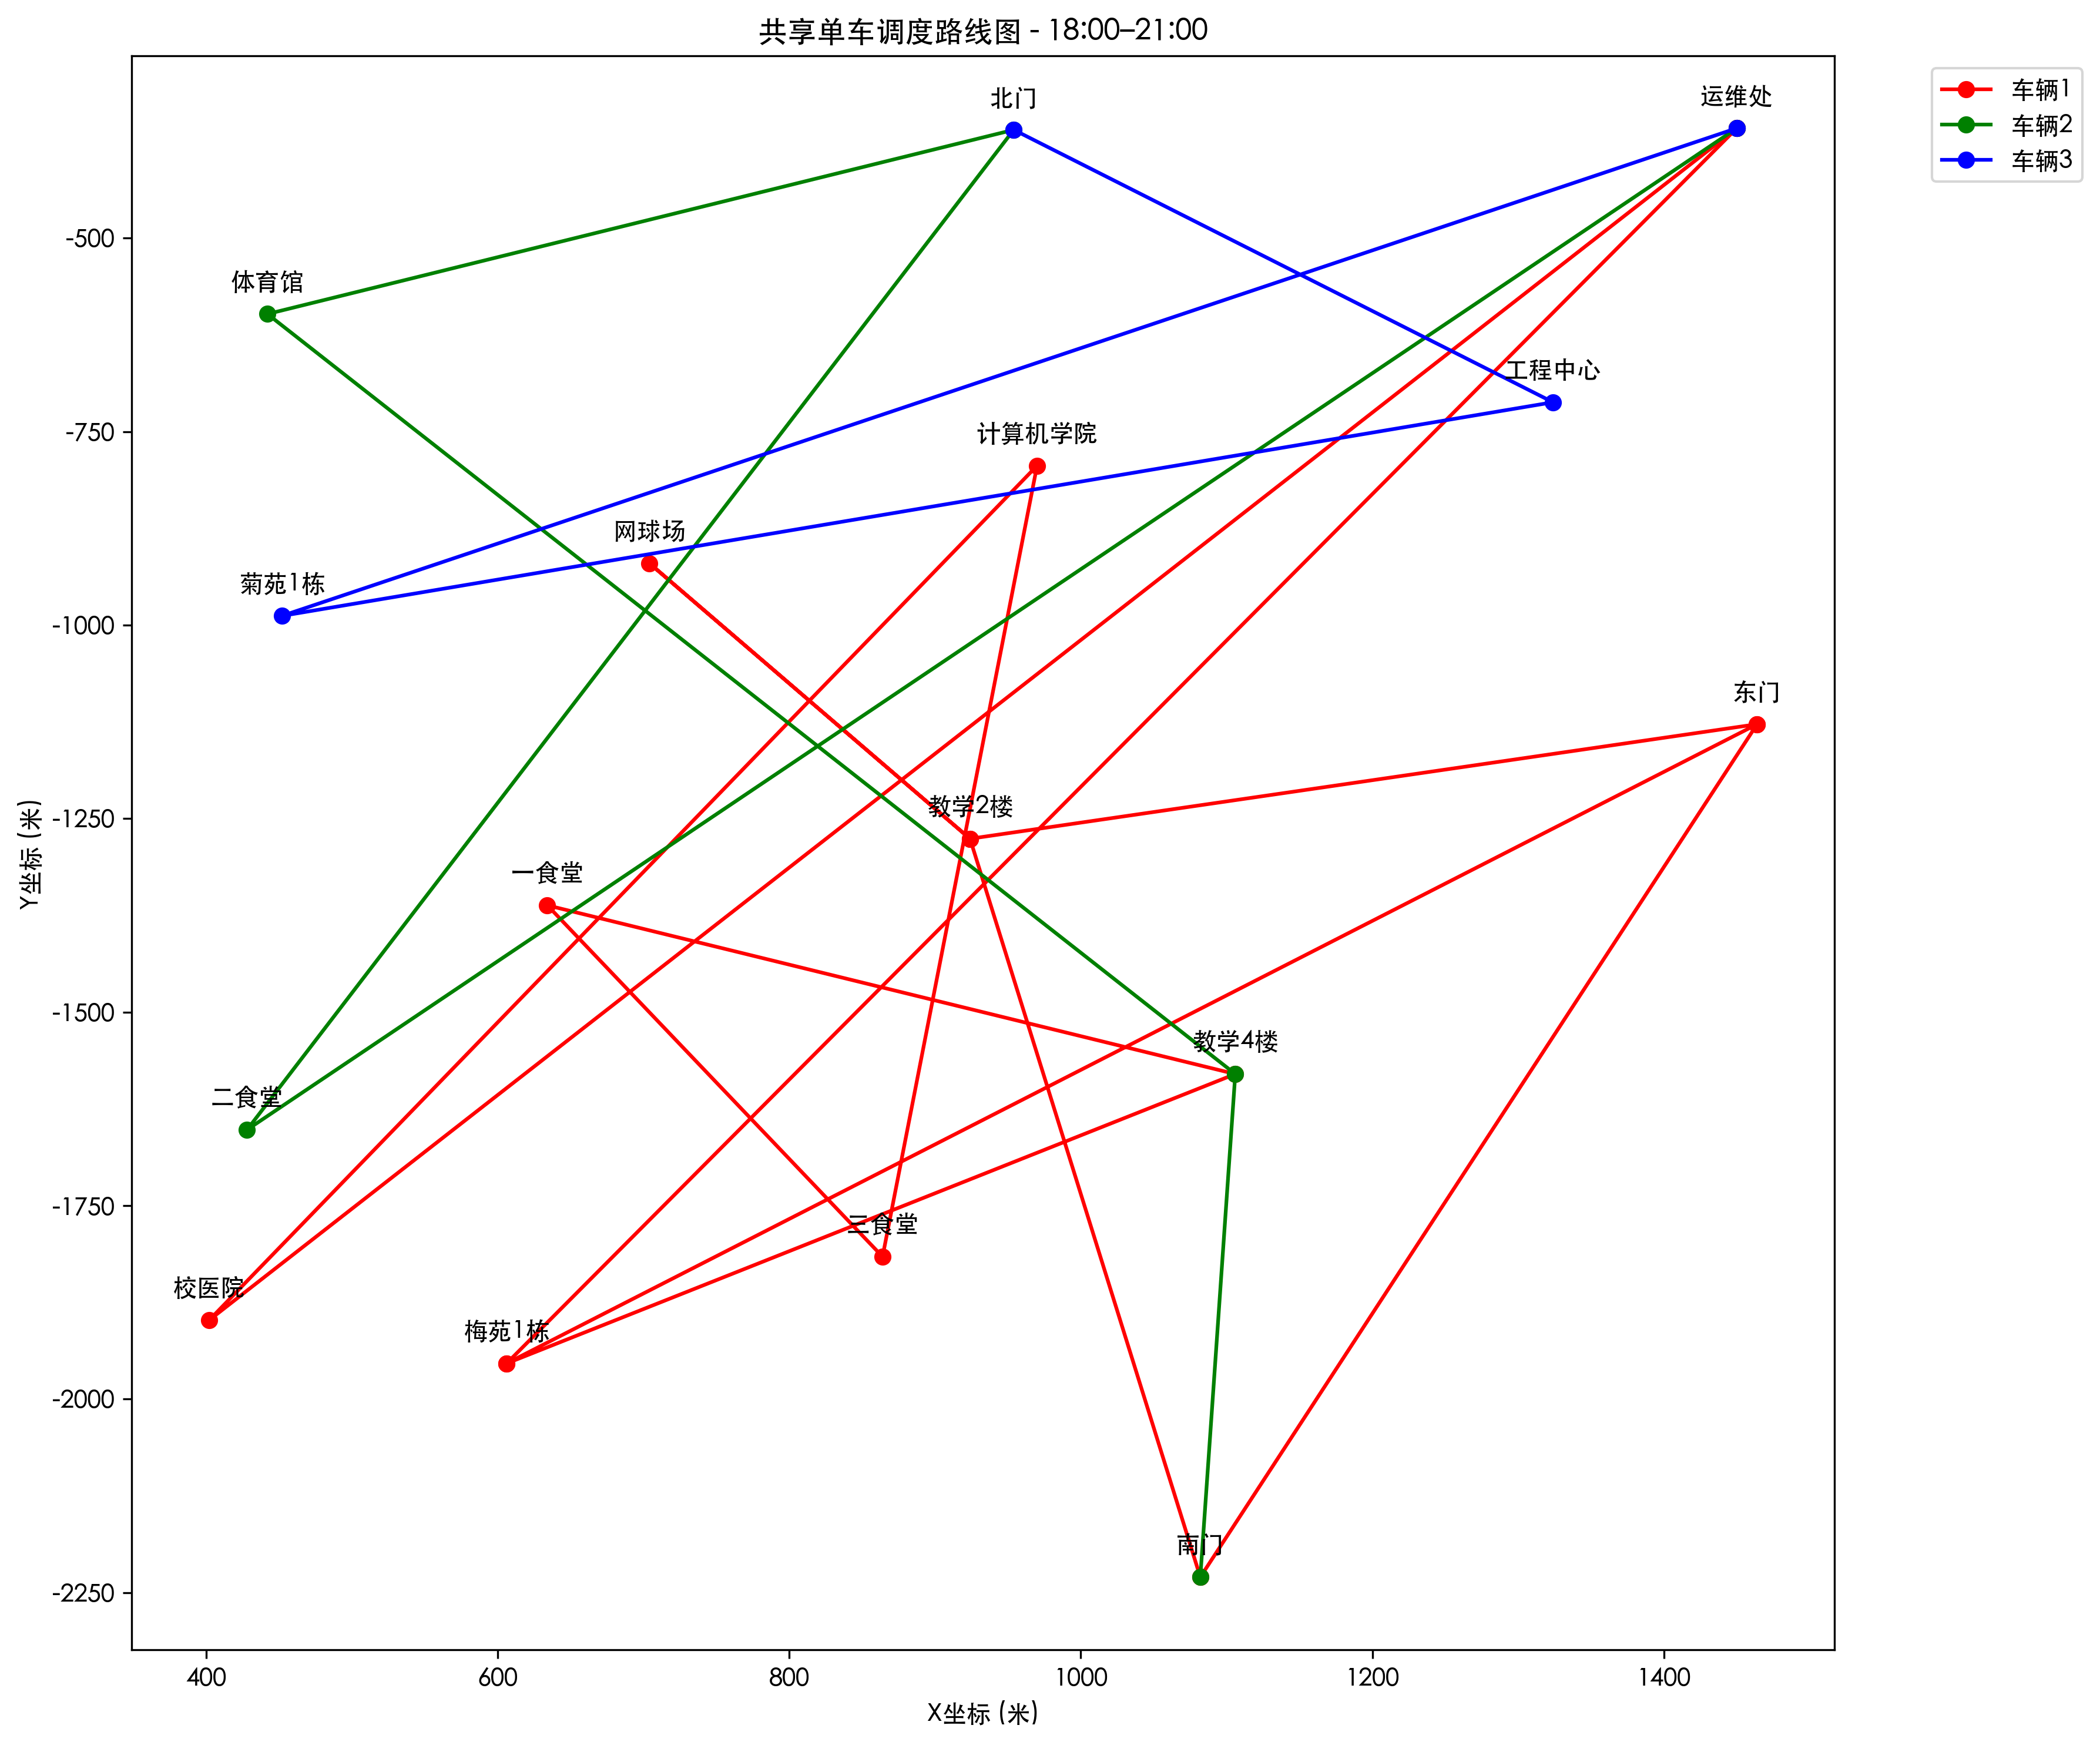 共享单车调度路线图 - 18:00–21:00
车辆1
车辆2
车辆3
北门
运维处
体育馆
工程中心
计算机学院
网球场
菊苑1栋
东门
教学2楼
一食堂
教学4楼
二食堂
三食堂
校医院
梅苑1栋
南门
Y坐标 (米)
-500
-750
-1000
-1250
-1500
-1750
-2000
-2250
400 600 800 1000 1200 1400
X坐标 (米)